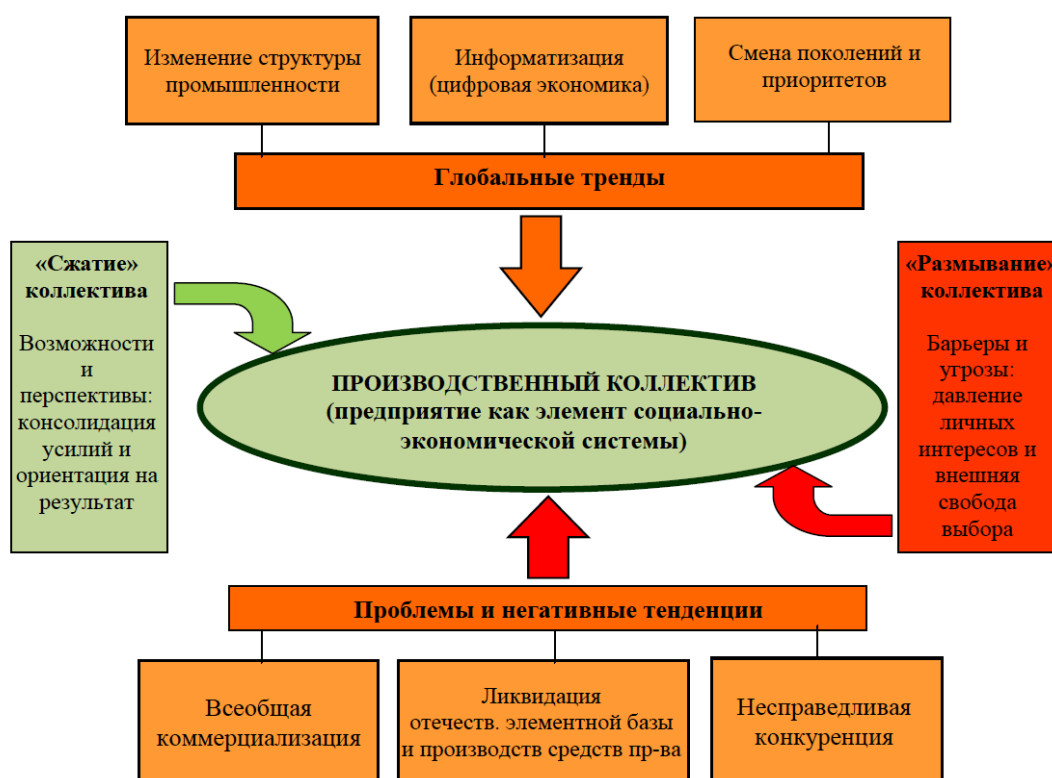 Изменение структуры
промышленности
Информатизация
(цифровая экономика)
Смена поколений и
приоритетов
Глобальные тренды
«Сжатие»
коллектива
Возможности
и
перспективы:
консолидация
усилий и
ориентация на
результат
ПРОИЗВОДСТВЕННЫЙ КОЛЛЕКТИВ
(предприятие как элемент социально-
экономической системы)
«Размывание»
коллектива
Барьеры и
угрозы:
давление
личных
интересов и
внешняя
свобода
выбора
Проблемы и негативные тенденции
Всеобщая
коммерциализация
Ликвидация
отечеств. элементной базы
и производств средств пр-ва
Несправедливая
конкуренция